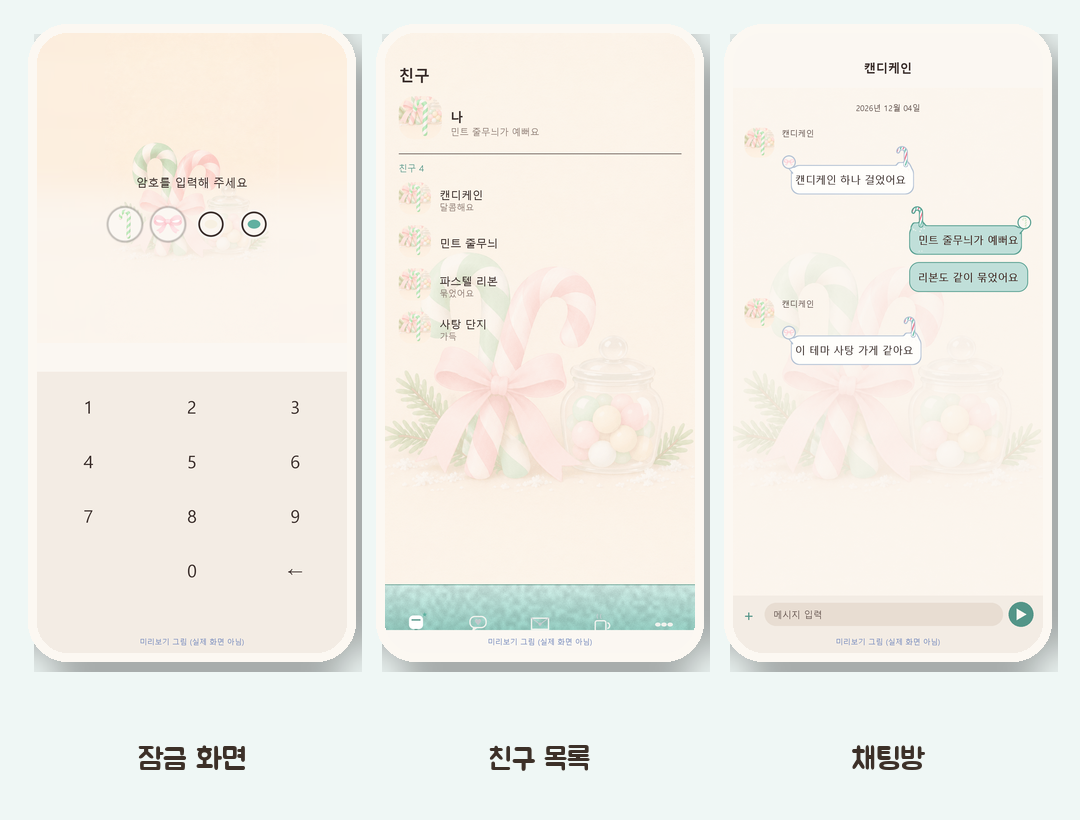 암호를 입력해 주세요
1 2 3
4 5 6
7 8 9
0 ←
미리보기 그림 (실제 화면 아님)
잠금 화면
친구
나
민트 줄무늬가 예뻐요
친구 4
캔디케인
달콤해요
민트 줄무늬
파스텔 리본
묶었어요
사탕 단지
가득
미리보기 그림 (실제 화면 아님)
친구 목록
캔디케인
2026년 12월 04일
캔디케인
캔디케인 하나 걸었어요
민트 줄무늬가 예뻐요
리본도 같이 묶었어요
캔디케인
이 테마 사탕 가게 같아요
+ 메시지 입력
미리보기 그림 (실제 화면 아님)
채팅방